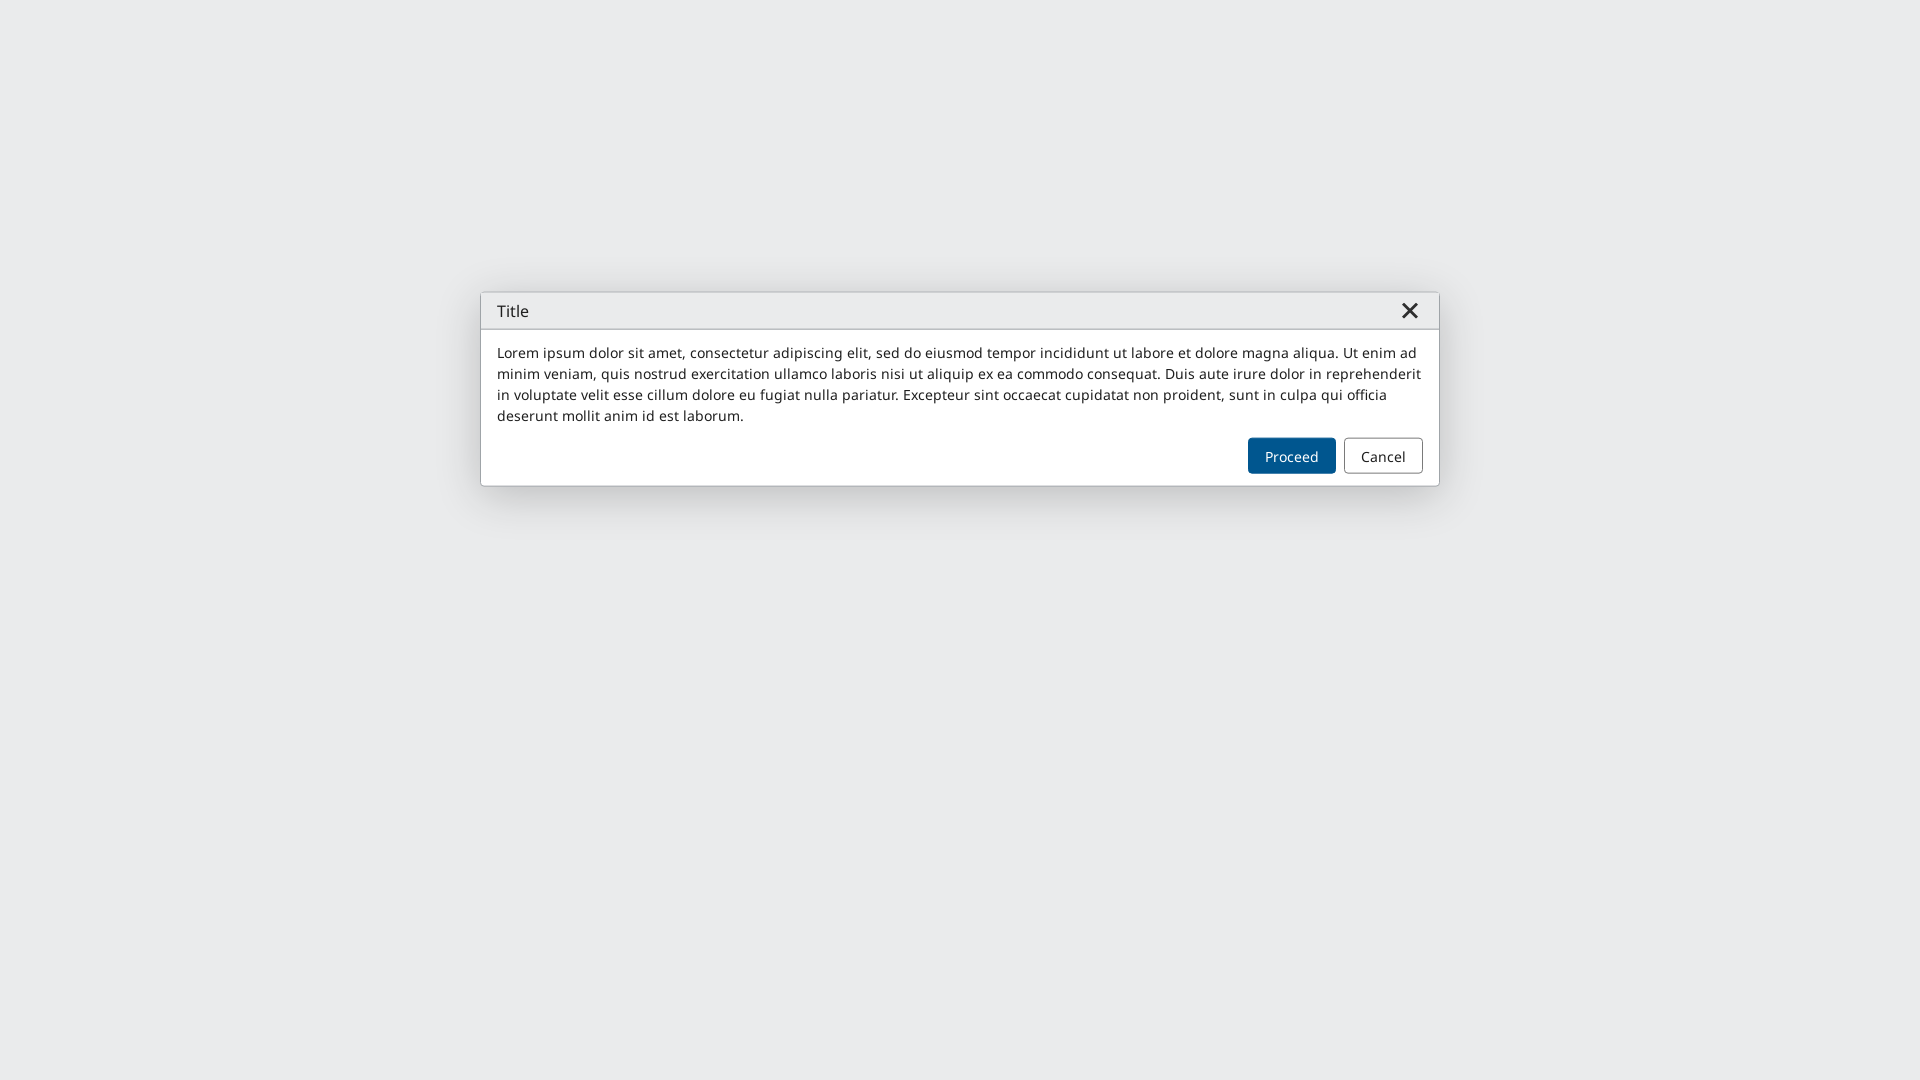 Title
Lorem ipsum dolor sit amet, consectetur adipiscing elit, sed do eiusmod tempor incididunt ut labore et dolore magna aliqua. Ut enim ad
minim veniam, quis nostrud exercitation ullamco laboris nisi ut aliquip ex ea commodo consequat. Duis aute irure dolor in reprehenderit
in voluptate velit esse cillum dolore eu fugiat nulla pariatur. Excepteur sint occaecat cupidatat non proident, sunt in culpa qui officia
deserunt mollit anim id est laborum.
Proceed Cancel